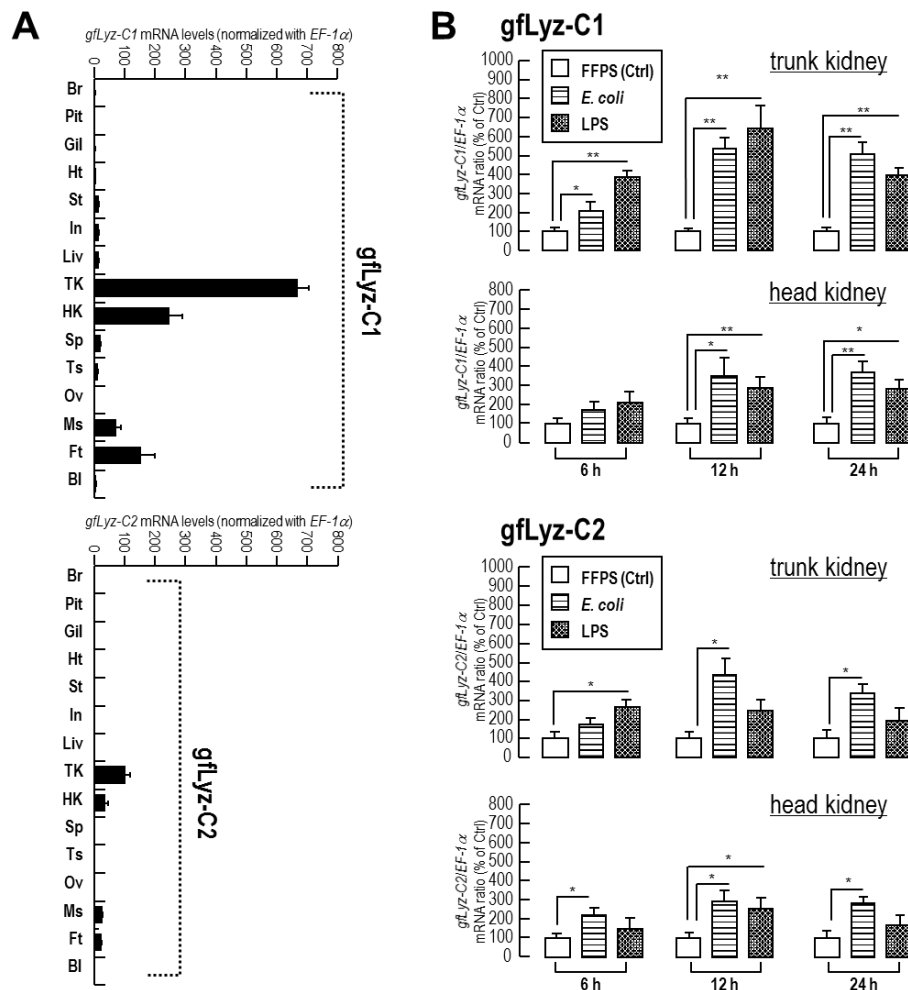 A
gfLyz-C1 mRNA levels (normalized with EF-1α)
0 100 200 300 400 500 600 700 800
Br
Pit
Gil
Ht
St
In
Liv
TK
HK
Sp
Ts
Ov
Ms
Ft
Bl
gfLyz-C1
gfLyz-C2 mRNA levels (normalized with EF-1α)
0 100 200 300 400 500 600 700 800
Br
Pit
Gil
Ht
St
In
Liv
TK
HK
Sp
Ts
Ov
Ms
Ft
Bl
gfLyz-C2
B
gfLyz-C1
trunk kidney
gfLyz-C1/EF-1α
mRNA ratio (% of Ctrl)
1000
900
800
700
600
500
400
300
200
100
0
FFPS (Ctrl)
E. coli
LPS
**
*
**
**
**
**
head kidney
gfLyz-C1/EF-1α
mRNA ratio (% of Ctrl)
800
700
600
500
400
300
200
100
0
**
*
*
**
6 h 12 h 24 h
gfLyz-C2
trunk kidney
gfLyz-C2/EF-1α
mRNA ratio (% of Ctrl)
1000
900
800
700
600
500
400
300
200
100
0
FFPS (Ctrl)
E. coli
LPS
*
*
*
head kidney
gfLyz-C2/EF-1α
mRNA ratio (% of Ctrl)
800
700
600
500
400
300
200
100
0
*
*
*
*
6 h 12 h 24 h